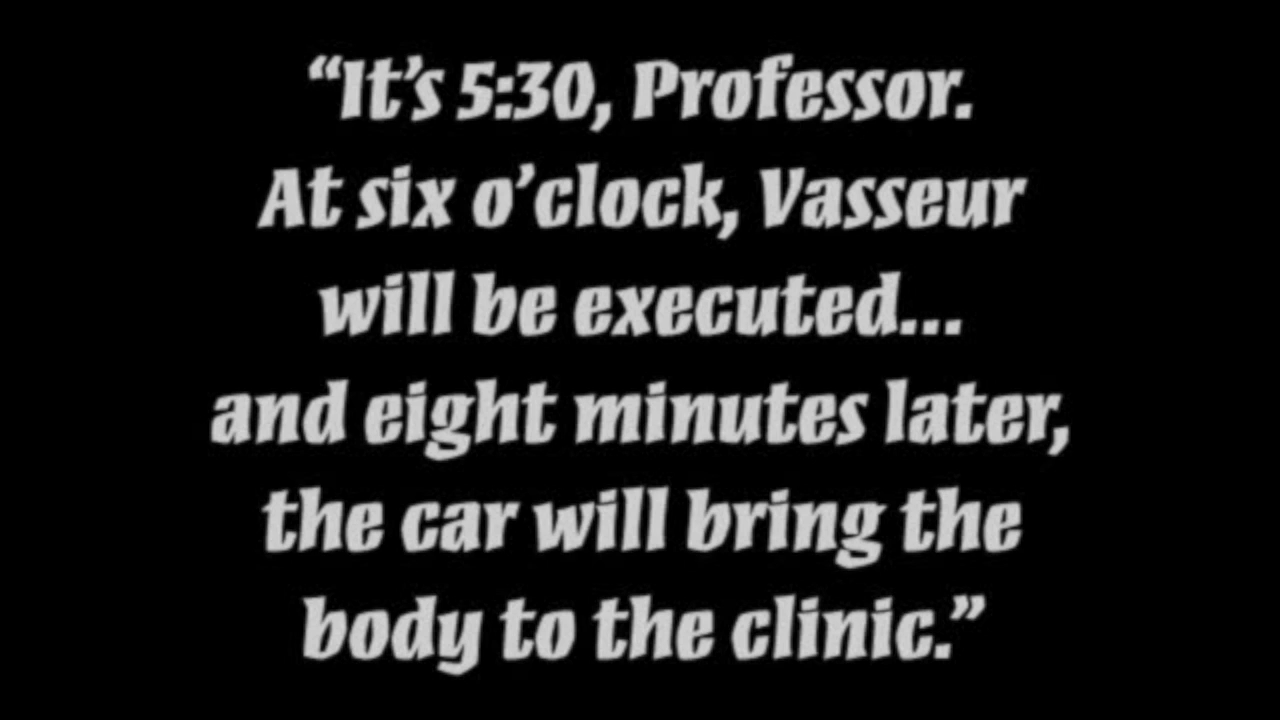 “It’s 5:30, Professor.
At six o’clock, Vasseur
will be executed...
and eight minutes later,
the car will bring the
body to the clinic.”